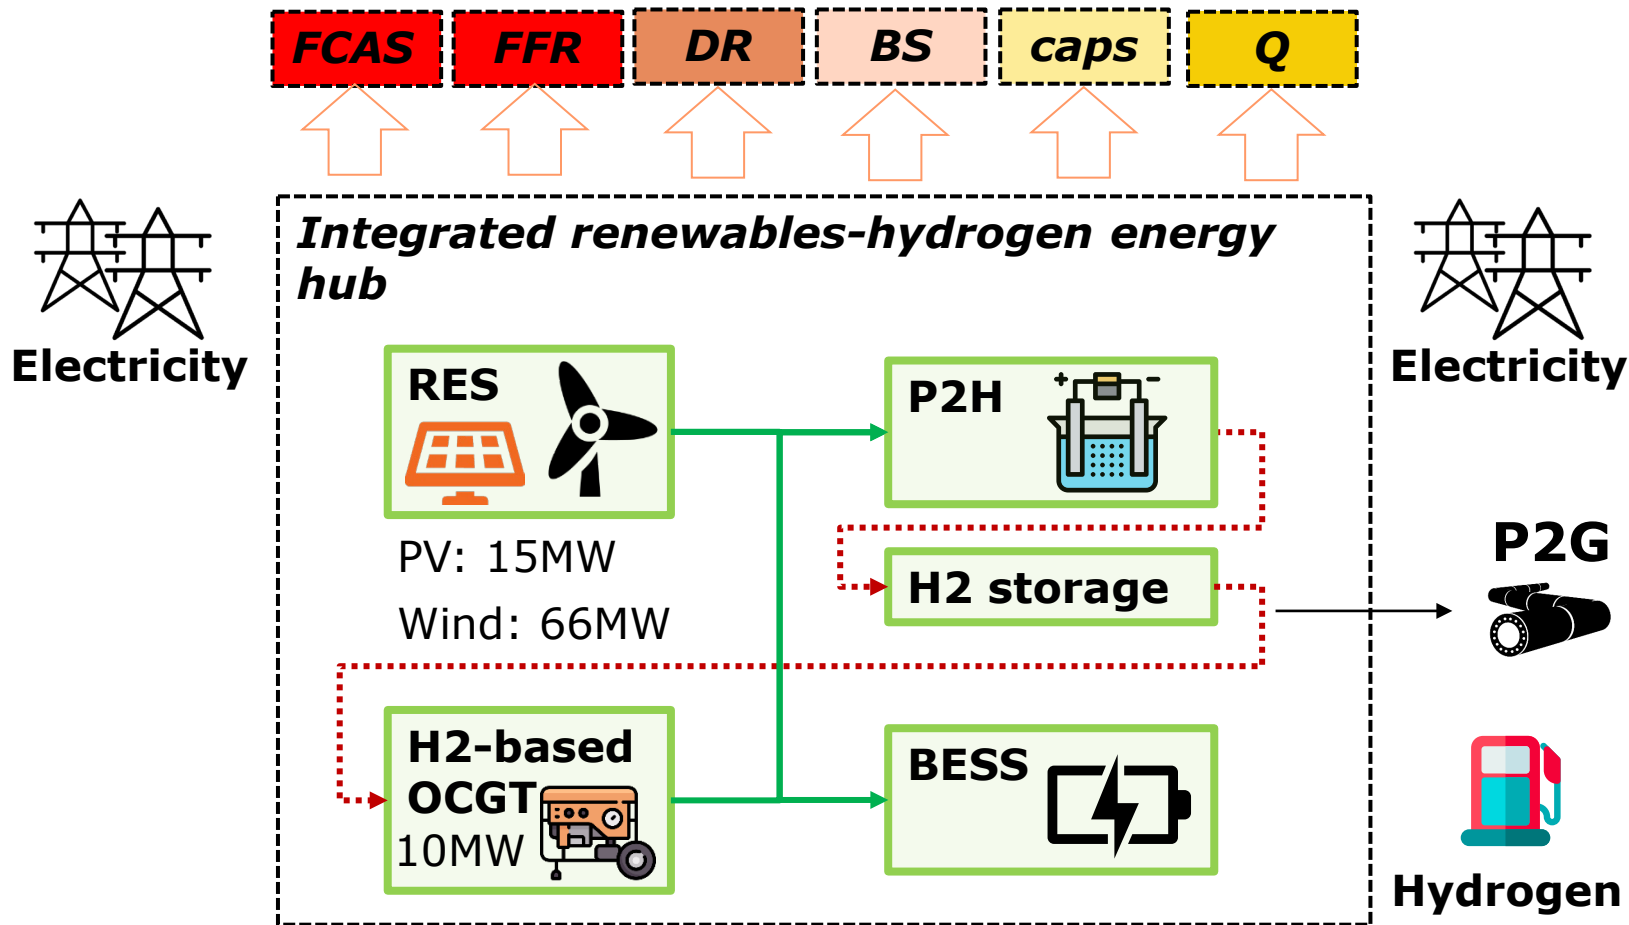 FCAS
FFR
DR
BS
caps
Q
Integrated renewables-hydrogen energy
hub
Electricity
Electricity
RES
PV: 15MW
Wind: 66MW
P2H
+ −
H2 storage
P2G
H2-based
OCGT
10MW
BESS
Hydrogen